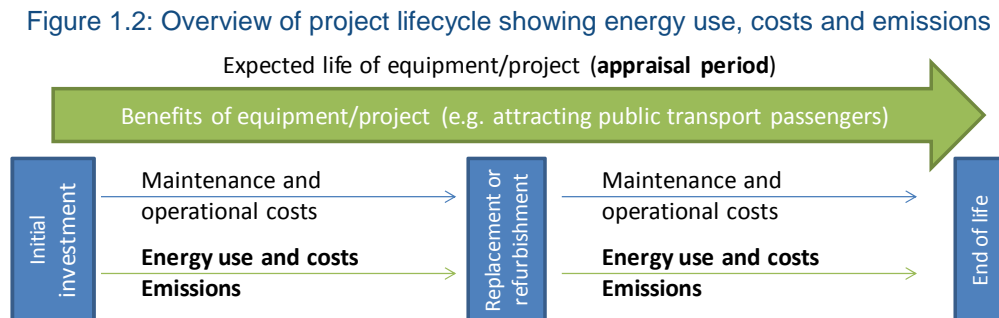 Figure 1.2: Overview of project lifecycle showing energy use, costs and emissions
Expected life of equipment/project (appraisal period)
Benefits of equipment/project (e.g. attracting public transport passengers)
Initial
investment
Maintenance and
operational costs
Energy use and costs
Emissions
Replacement or
refurbishment
Maintenance and
operational costs
Energy use and costs
Emissions
End of life